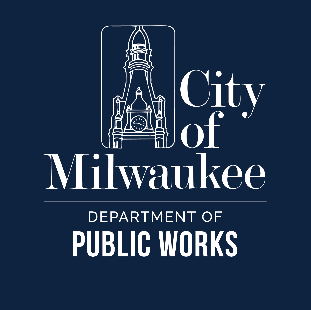 City
of
Milwaukee
DEPARTMENT OF
PUBLIC WORKS